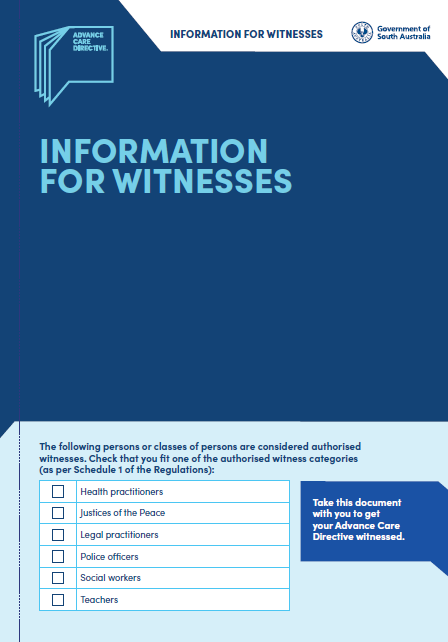 INFORMATION FOR WITNESSES
Government of
South Australia
ADVANCE
CARE
DIRECTIVE.
INFORMATION
FOR WITNESSES
The following persons or classes of persons are considered authorised
witnesses. Check that you fit one of the authorised witness categories
(as per Schedule 1 of the Regulations):
Health practitioners
Justices of the Peace
Legal practitioners
Police officers
Social workers
Teachers
Take this document
with you to get
your Advance Care
Directive witnessed.